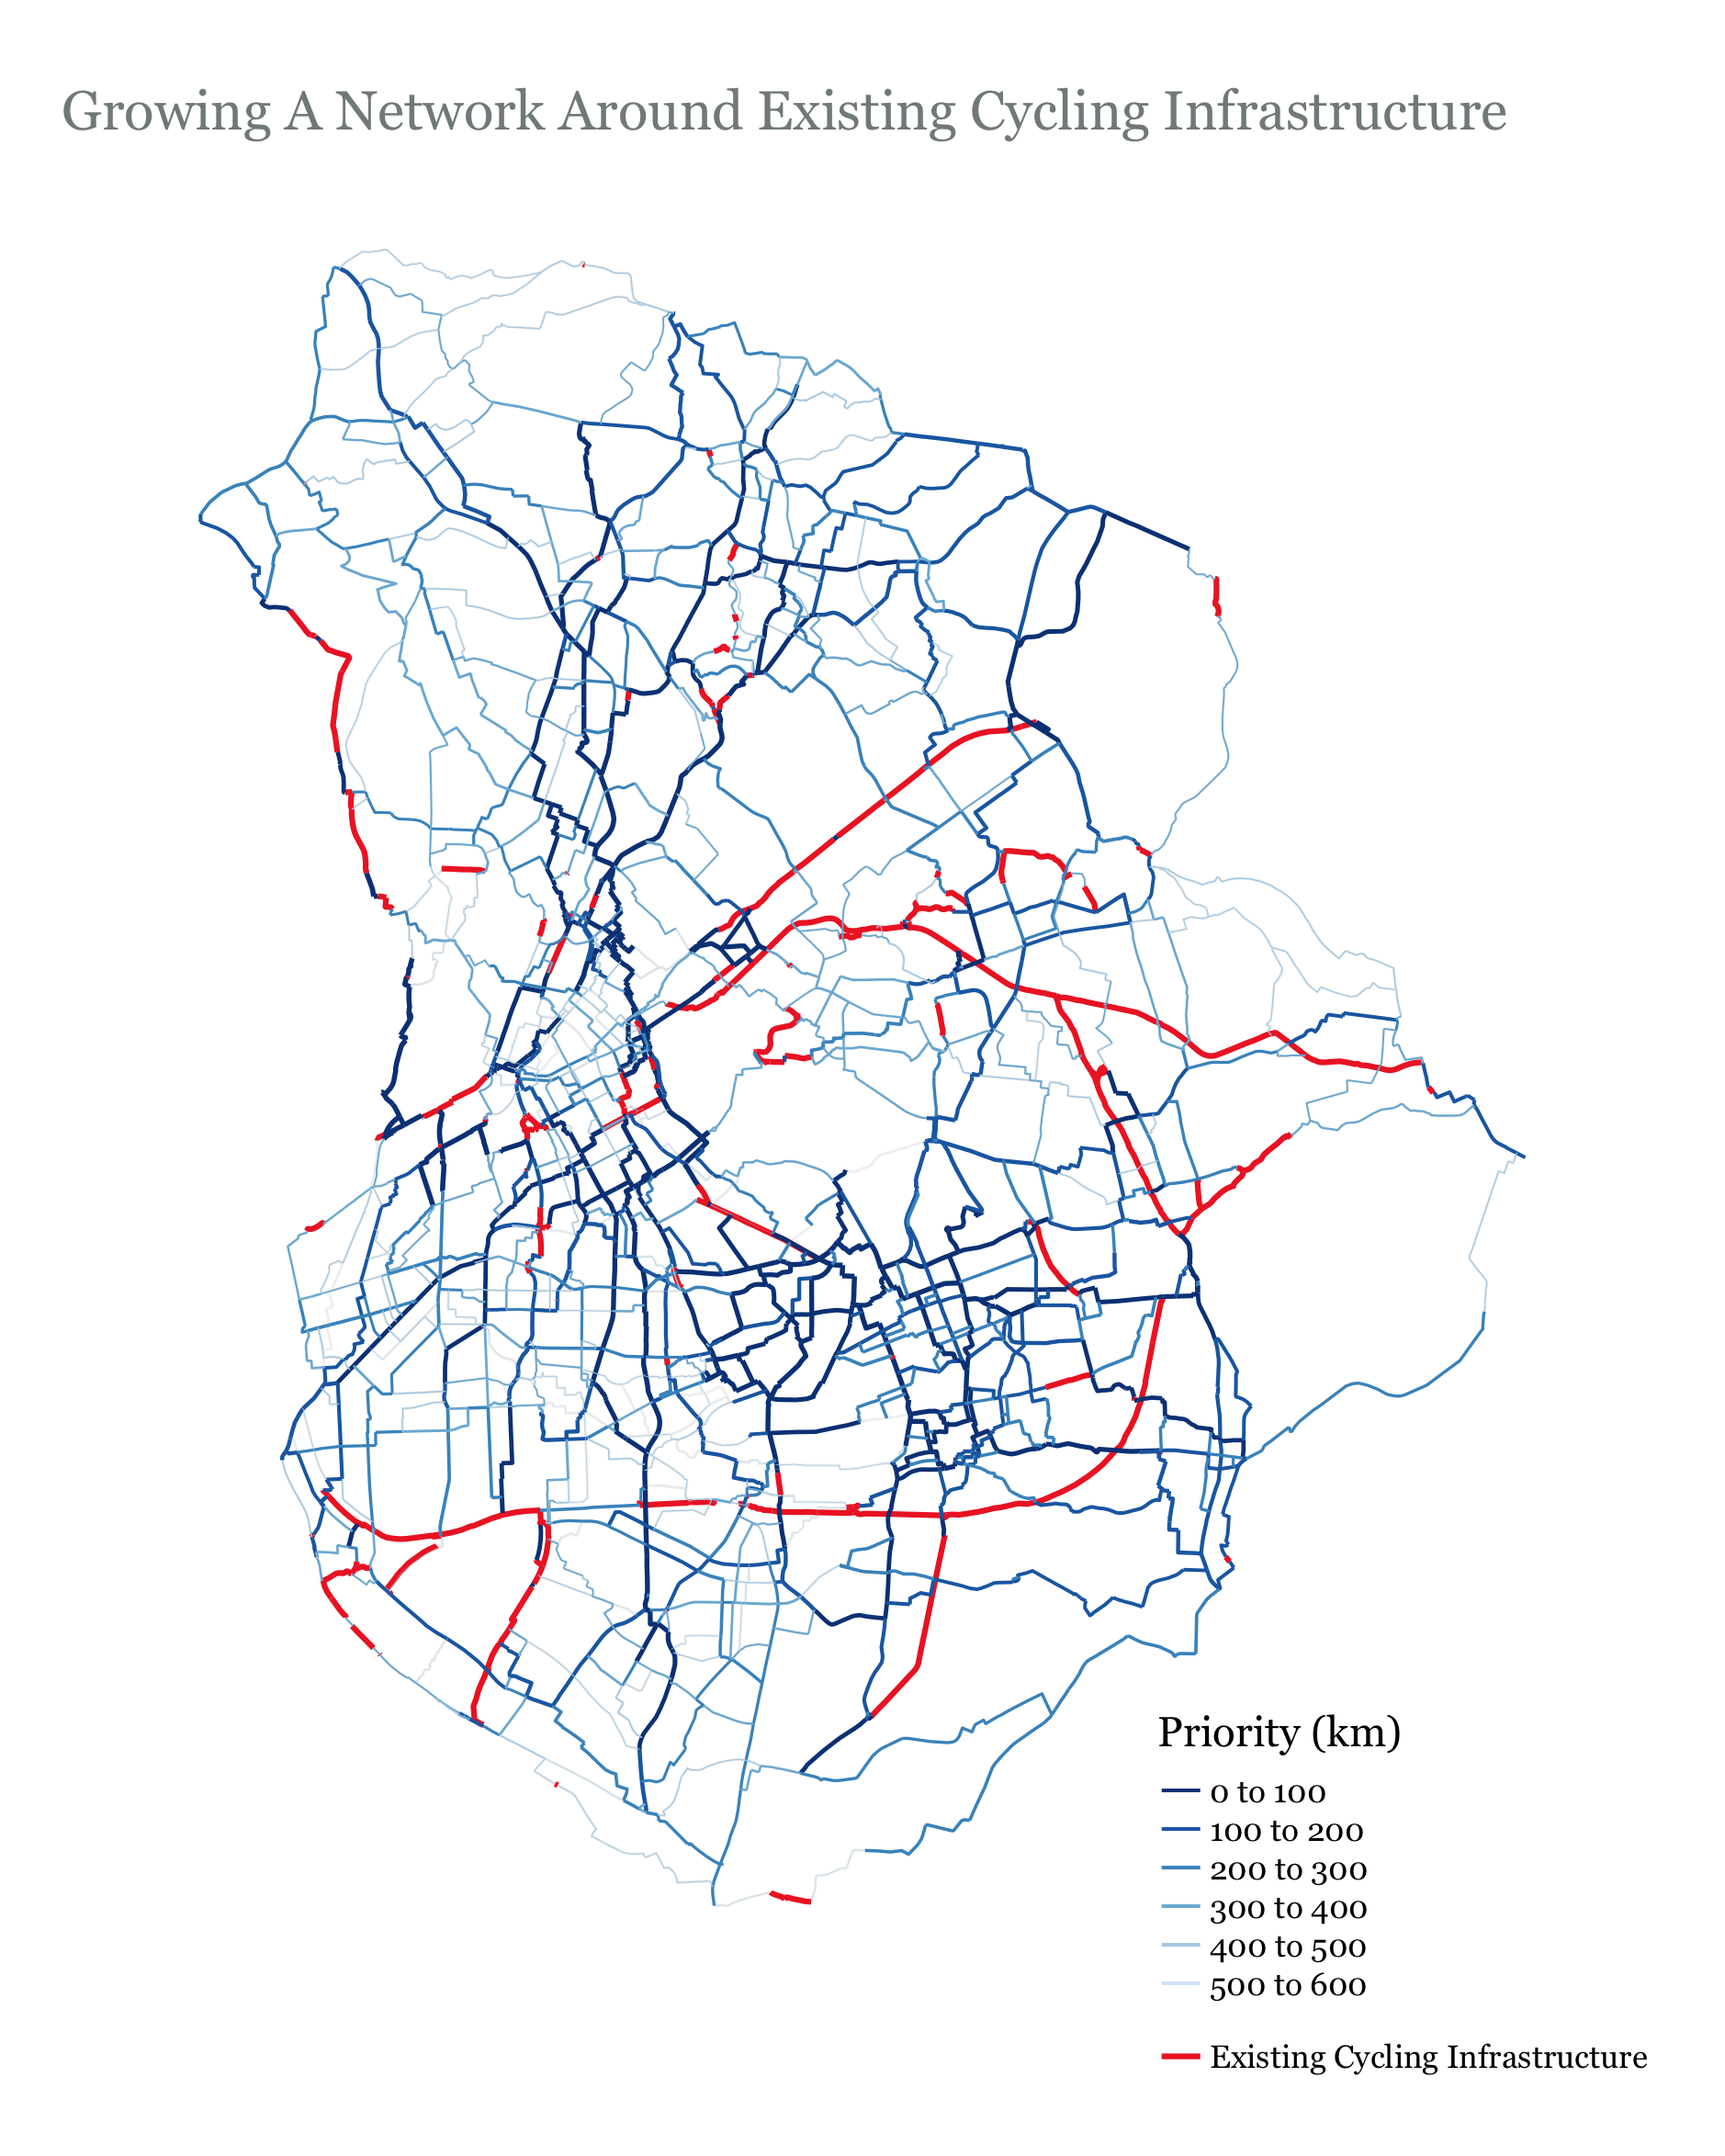 Growing A Network Around Existing Cycling Infrastructure
Priority (km)
0 to 100
100 to 200
200 to 300
300 to 400
400 to 500
500 to 600
Existing Cycling Infrastructure